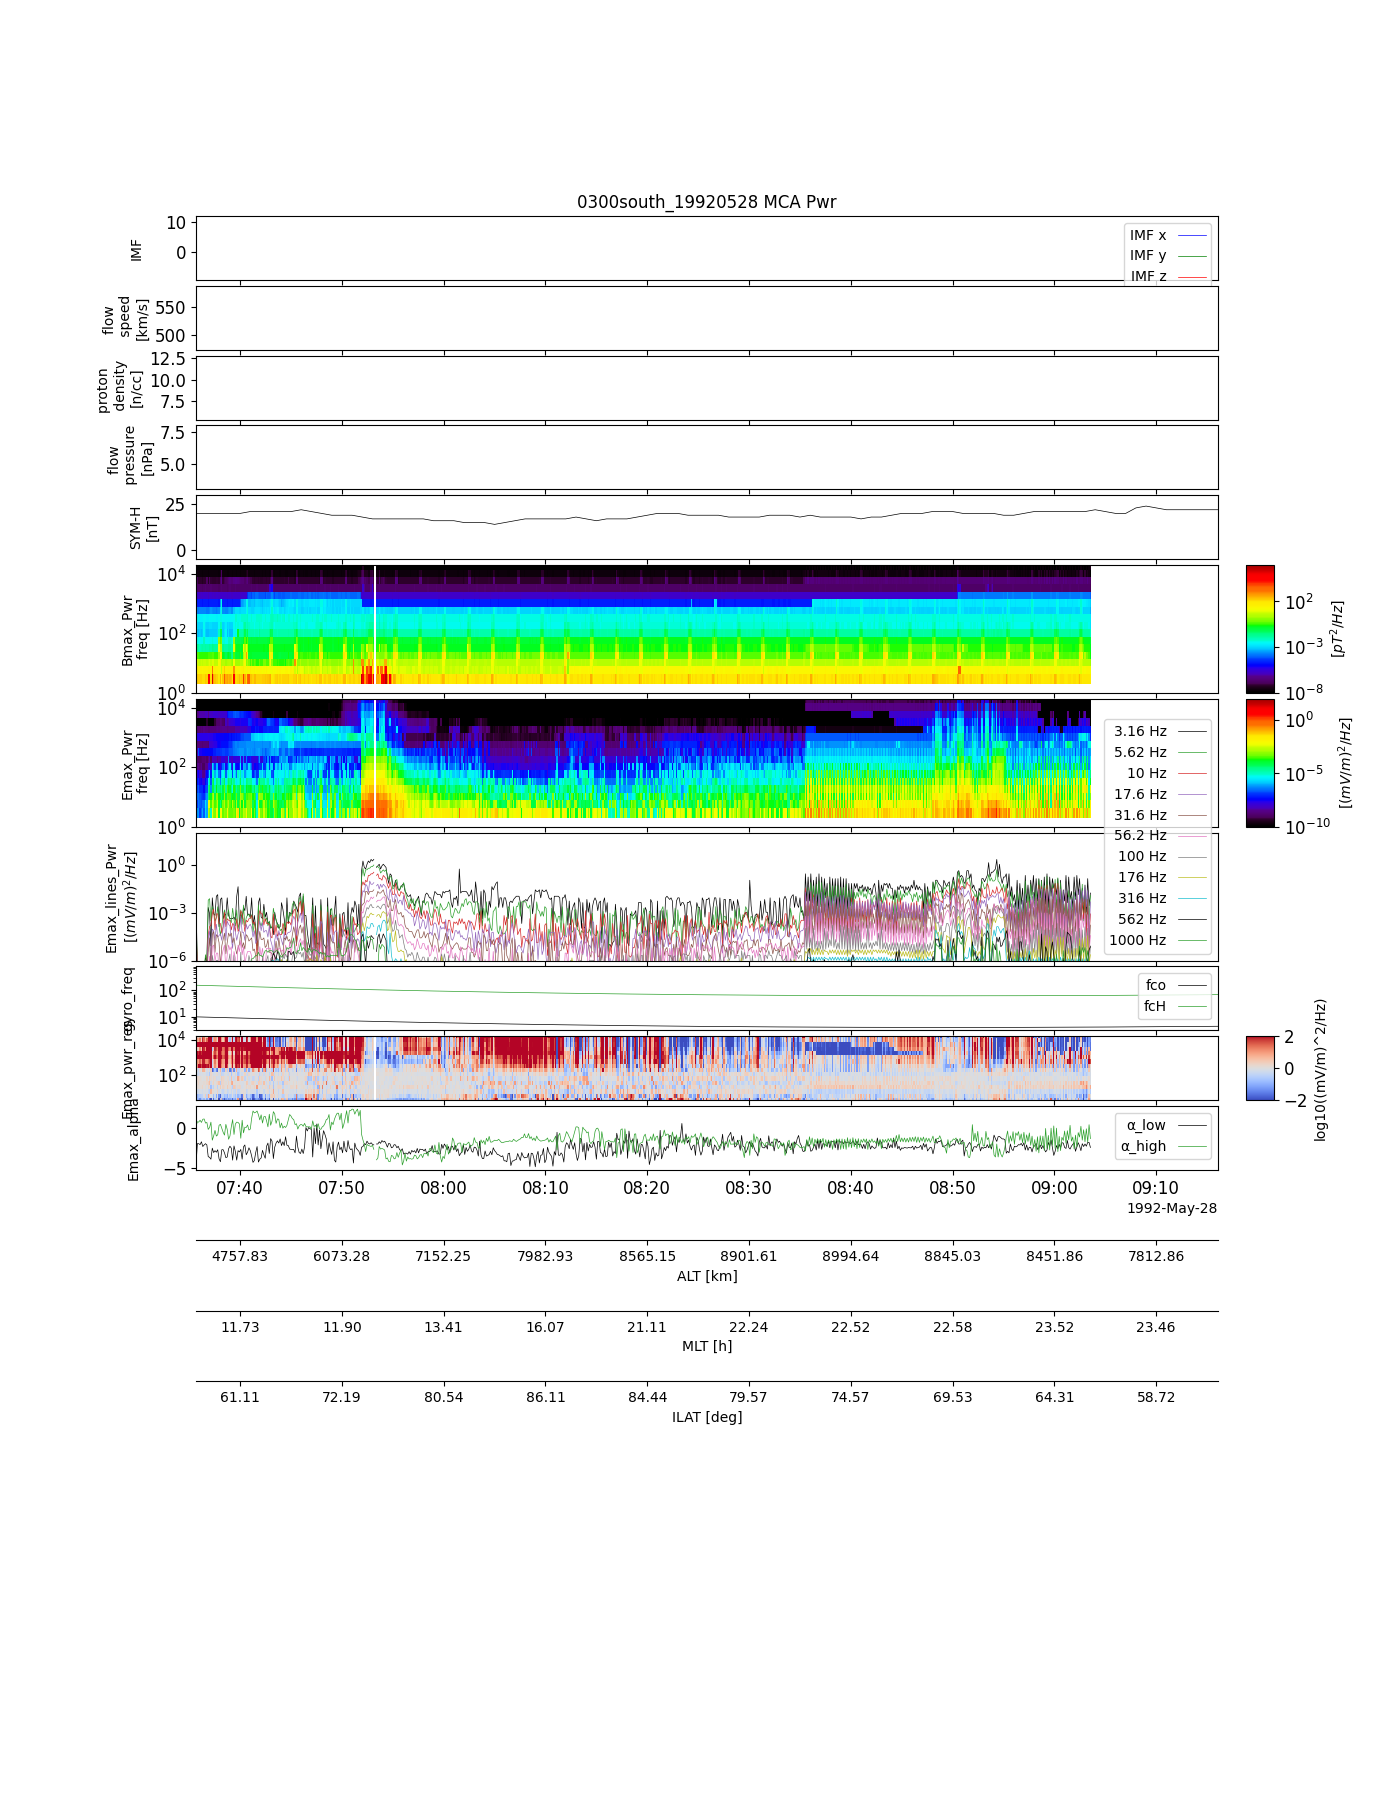 0300south_19920528 MCA Pwr
10
0
IMF
IMF x
IMF y
IMF z
550
500
flow
speed
[km/s]
12.5
10.0
7.5
proton
density
[n/cc]
7.5
5.0
flow
pressure
[nPa]
25
0
SYM-H
[nT]
10^4
10^2
10^0
Bmax_Pwr
freq [Hz]
10^2
10^-3
10^-8
[pT^2/Hz]
10^4
10^2
10^0
Emax_Pwr
freq [Hz]
10^0
10^-5
10^-10
[(mV/m)^2/Hz]
3.16 Hz
5.62 Hz
10 Hz
17.6 Hz
31.6 Hz
56.2 Hz
100 Hz
176 Hz
316 Hz
562 Hz
1000 Hz
10^0
10^-3
10^-6
Emax_lines_Pwr
[(mV/m)^2/Hz]
10^2
10^1
gyro_freq
fco
fcH
10^4
10^2
Emax_pwr_reg
2
0
−2
log10((mV/m)^2/Hz)
0
−5
Emax_alpha
α_low
α_high
07:40 07:50 08:00 08:10 08:20 08:30 08:40 08:50 09:00 09:10
1992-May-28
4757.83 6073.28 7152.25 7982.93 8565.15 8901.61 8994.64 8845.03 8451.86 7812.86
ALT [km]
11.73 11.90 13.41 16.07 21.11 22.24 22.52 22.58 23.52 23.46
MLT [h]
61.11 72.19 80.54 86.11 84.44 79.57 74.57 69.53 64.31 58.72
ILAT [deg]